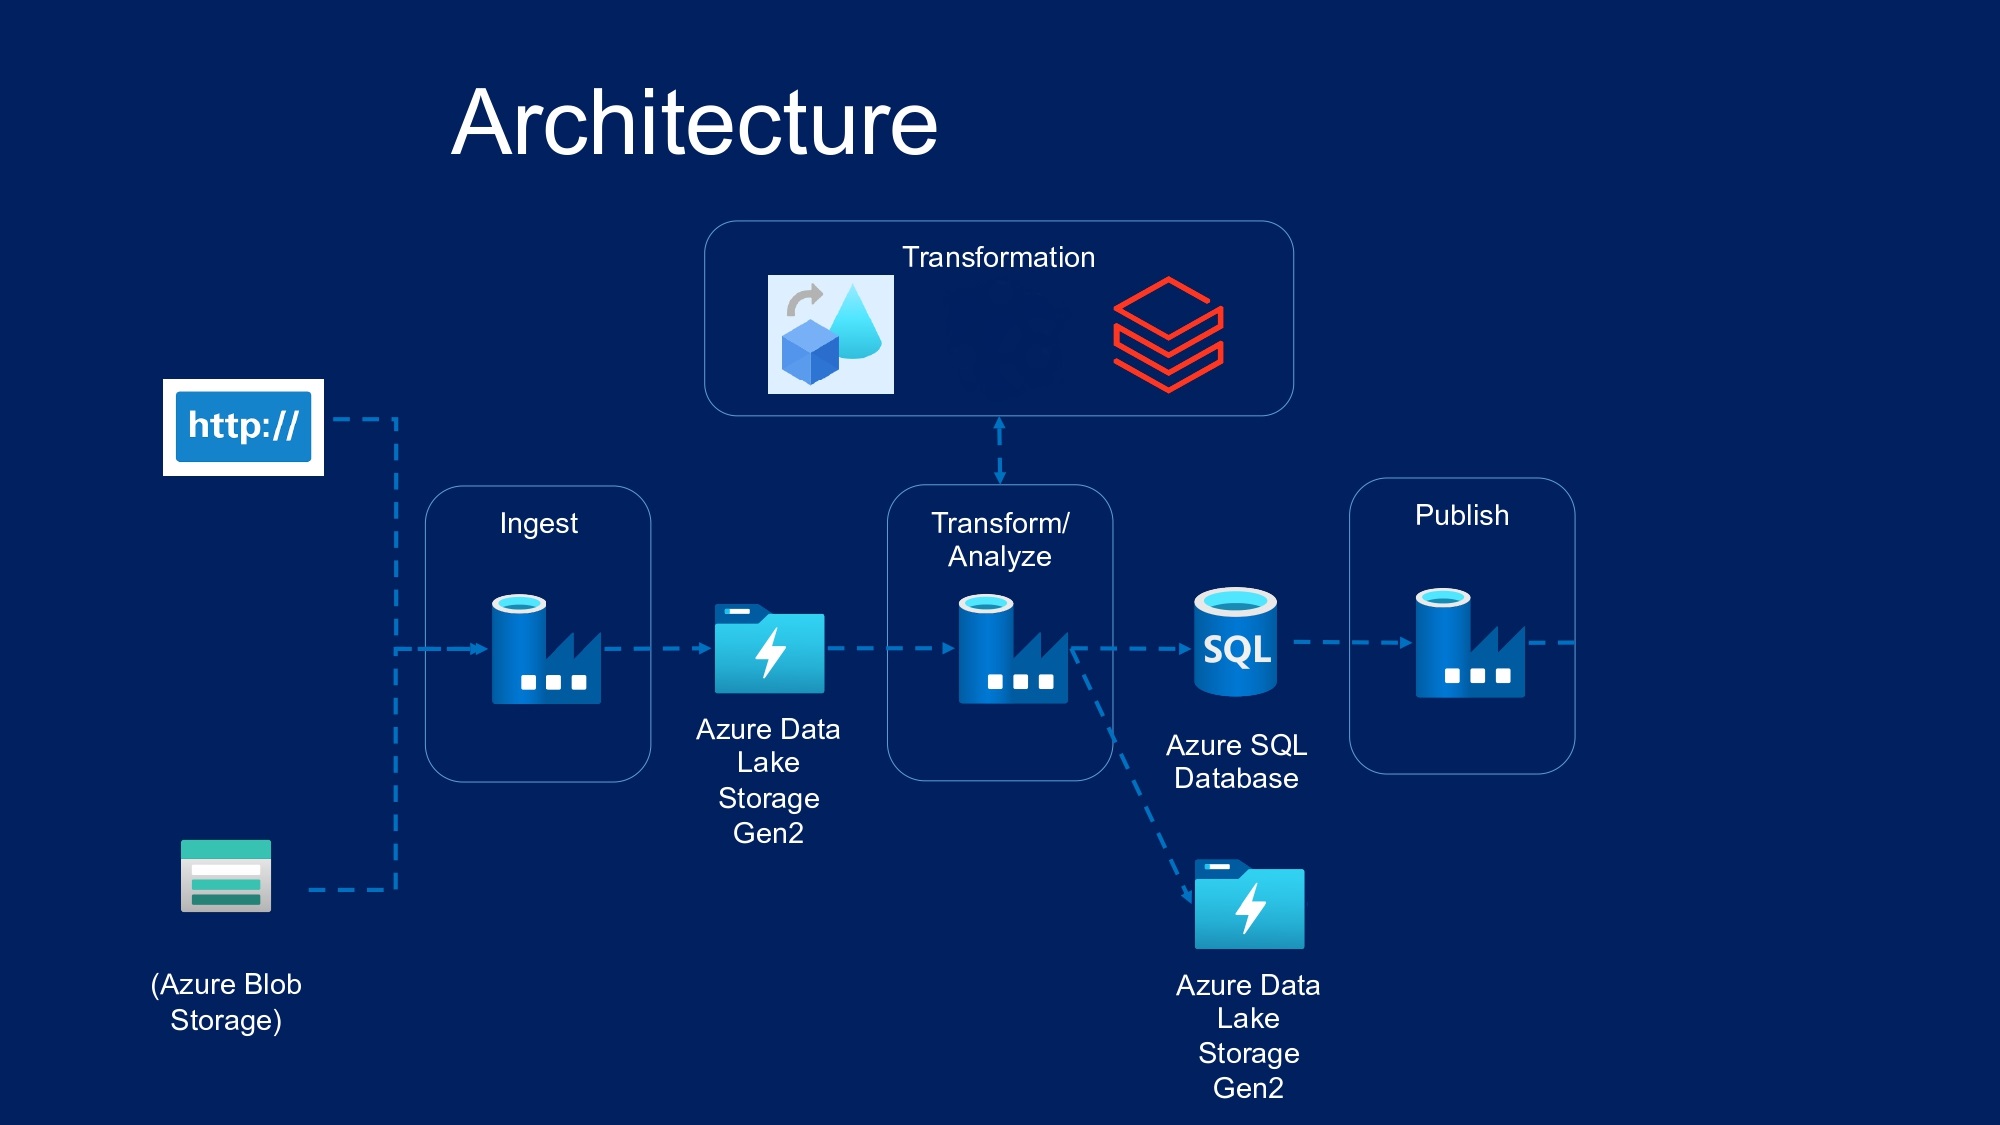 Architecture
Transformation
http://
Ingest
Transform/
Analyze
Publish
SQL
Azure Data
Lake
Storage
Gen2
Azure SQL
Database
(Azure Blob
Storage)
Azure Data
Lake
Storage
Gen2